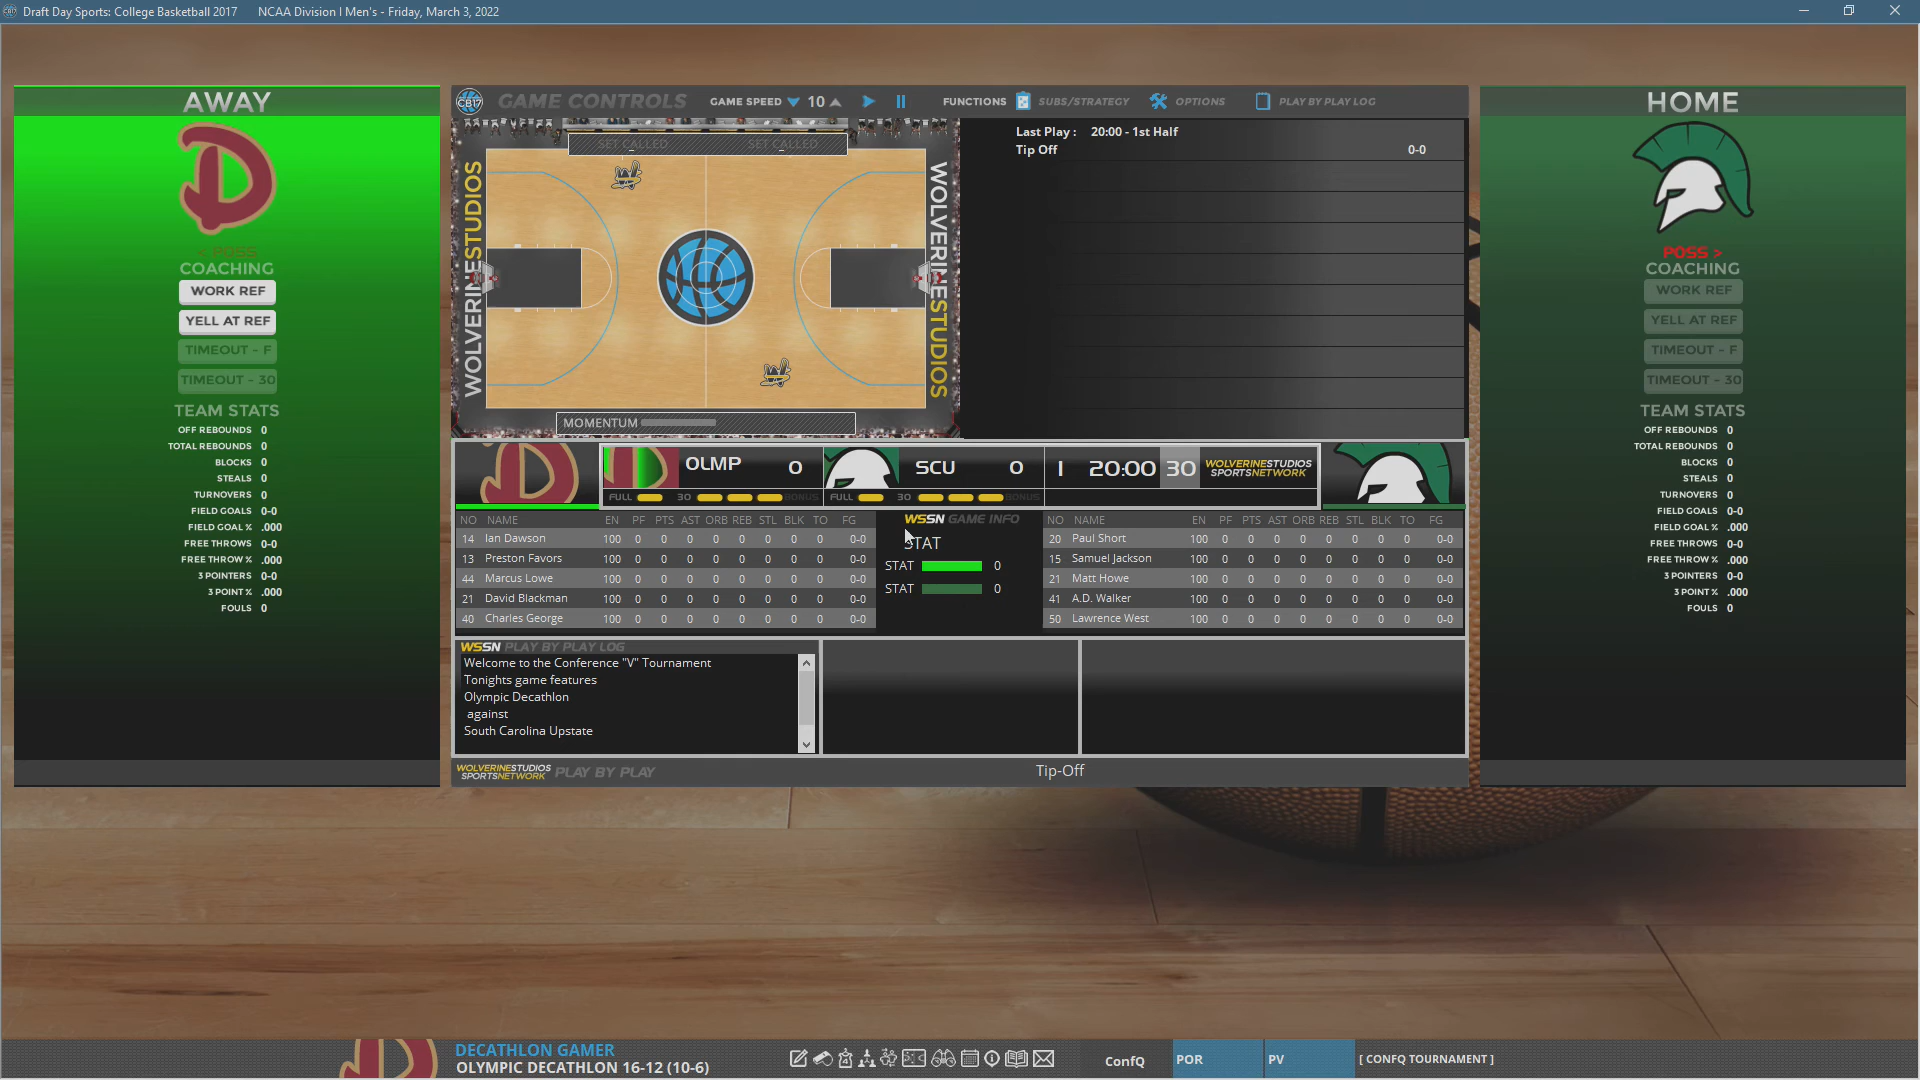 Draft Day Sports: College Basketball 2017 NCAA Division I Men's - Friday, March 3, 2022
AWAY
D
< POSS
COACHING
WORK REF
YELL AT REF
TIMEOUT - F
TIMEOUT - 30
TEAM STATS
OFF REBOUNDS 0
TOTAL REBOUNDS 0
BLOCKS 0
STEALS 0
TURNOVERS 0
FIELD GOALS 0-0
FIELD GOAL % .000
FREE THROWS 0-0
FREE THROW % .000
3 POINTERS 0-0
3 POINT % .000
FOULS 0
CB17 GAME CONTROLS GAME SPEED 10 FUNCTIONS SUBS/STRATEGY OPTIONS PLAY BY PLAY LOG
SET CALLED SET CALLED
- -
WOLVERINESTUDIOS
WOLVERINESTUDIOS
MOMENTUM
Last Play : 20:00 - 1st Half
Tip Off 0-0
OLMP 0 SCU 0 I 20:00 30 WOLVERINESTUDIOS
SPORTSNETWORK
FULL 30 BONUS FULL 30 BONUS
NO NAME EN PF PTS AST ORB REB STL BLK TO FG
14 Ian Dawson 100 0 0 0 0 0 0 0 0 0-0
13 Preston Favors 100 0 0 0 0 0 0 0 0 0-0
44 Marcus Lowe 100 0 0 0 0 0 0 0 0 0-0
21 David Blackman 100 0 0 0 0 0 0 0 0 0-0
40 Charles George 100 0 0 0 0 0 0 0 0 0-0
WSSN GAME INFO
STAT
STAT 0
STAT 0
NO NAME EN PF PTS AST ORB REB STL BLK TO FG
20 Paul Short 100 0 0 0 0 0 0 0 0 0-0
15 Samuel Jackson 100 0 0 0 0 0 0 0 0 0-0
21 Matt Howe 100 0 0 0 0 0 0 0 0 0-0
41 A.D. Walker 100 0 0 0 0 0 0 0 0 0-0
50 Lawrence West 100 0 0 0 0 0 0 0 0 0-0
WSSN PLAY BY PLAY LOG
Welcome to the Conference "V" Tournament
Tonights game features
Olympic Decathlon
against
South Carolina Upstate
WOLVERINESTUDIOS
SPORTSNETWORK PLAY BY PLAY Tip-Off
HOME
POSS >
COACHING
WORK REF
YELL AT REF
TIMEOUT - F
TIMEOUT - 30
TEAM STATS
OFF REBOUNDS 0
TOTAL REBOUNDS 0
BLOCKS 0
STEALS 0
TURNOVERS 0
FIELD GOALS 0-0
FIELD GOAL % .000
FREE THROWS 0-0
FREE THROW % .000
3 POINTERS 0-0
3 POINT % .000
FOULS 0
DECATHLON GAMER
OLYMPIC DECATHLON 16-12 (10-6)
ConfQ POR PV [ CONFQ TOURNAMENT ]